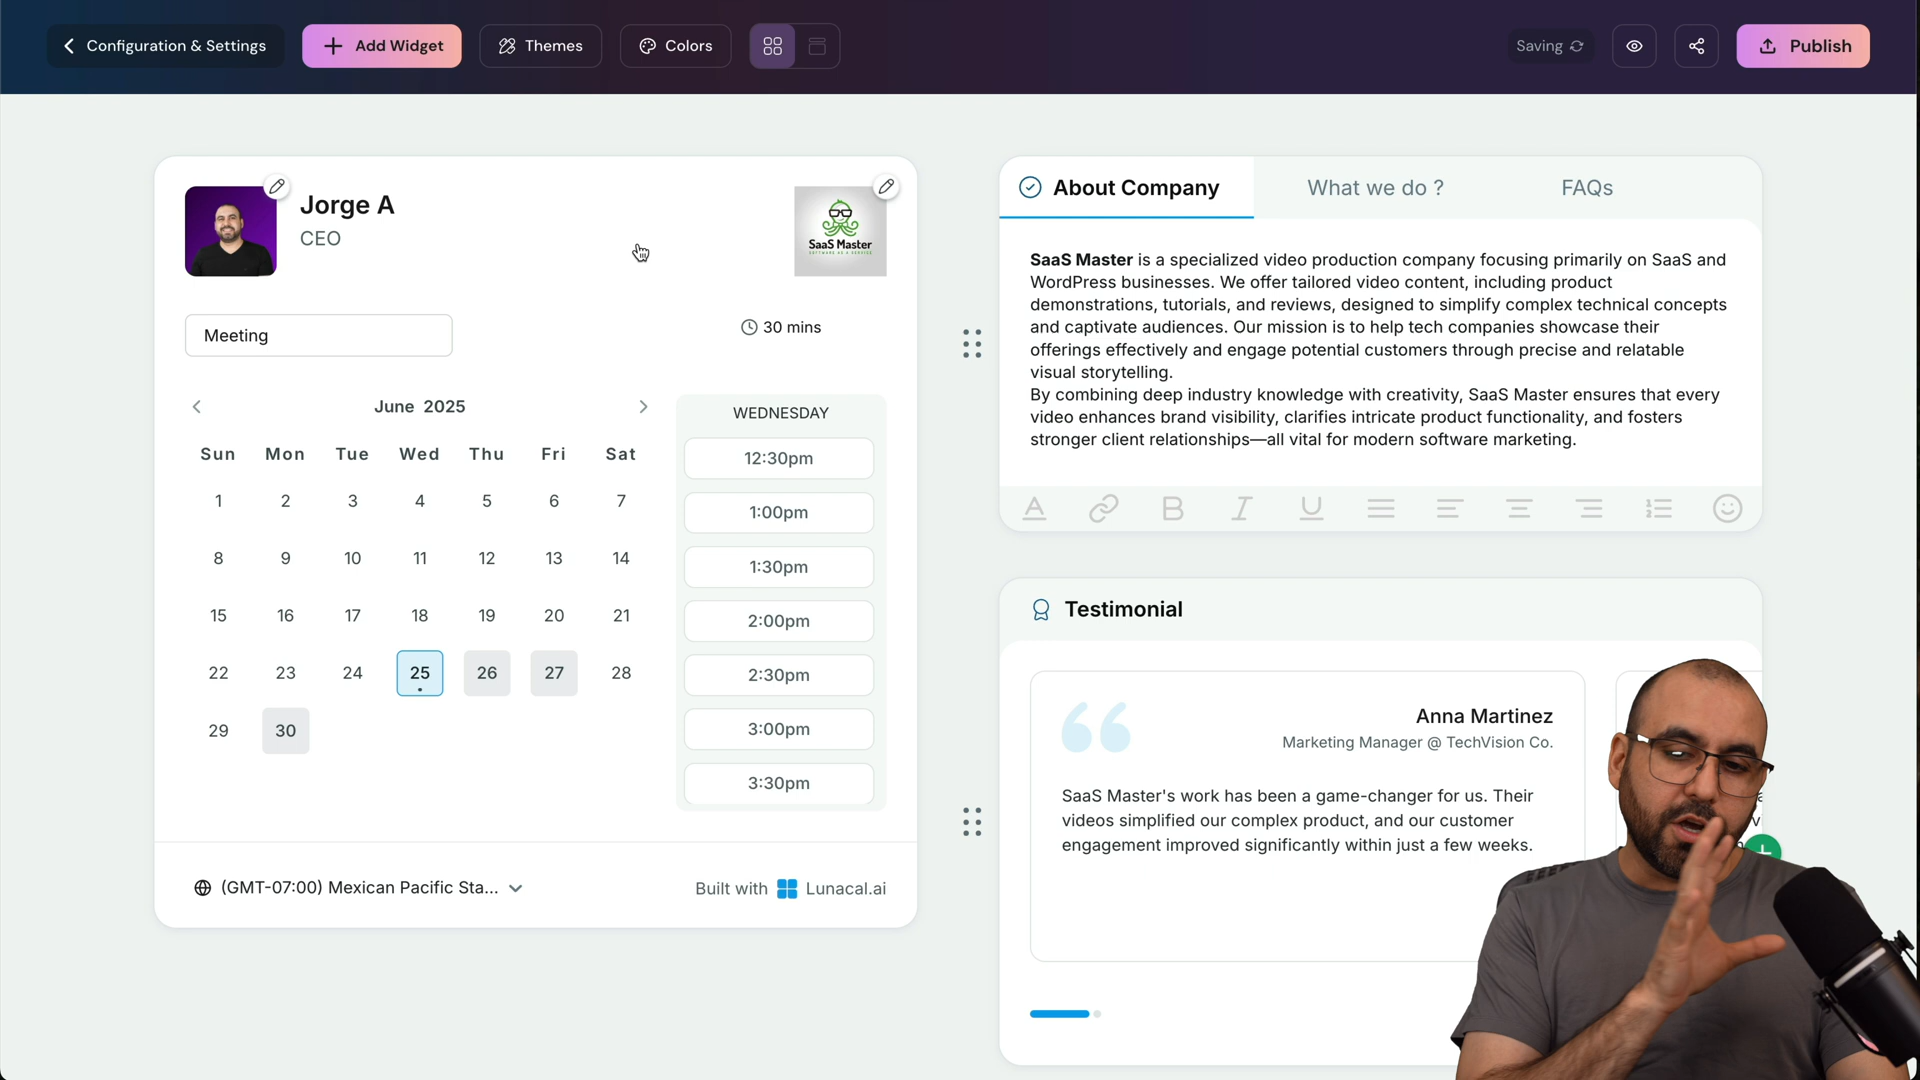 Configuration & Settings
Add Widget
Themes
Colors
Saving
Publish
Jorge A
CEO
SaaS Master
SOFTWARE AS A SERVICE
Meeting
30 mins
June 2025
Sun Mon Tue Wed Thu Fri Sat
1 2 3 4 5 6 7
8 9 10 11 12 13 14
15 16 17 18 19 20 21
22 23 24 25 26 27 28
29 30
WEDNESDAY
12:30pm
1:00pm
1:30pm
2:00pm
2:30pm
3:00pm
3:30pm
(GMT-07:00) Mexican Pacific Sta...
Built with Lunacal.ai
About Company
What we do ?
FAQs
SaaS Master is a specialized video production company focusing primarily on SaaS and
WordPress businesses. We offer tailored video content, including product
demonstrations, tutorials, and reviews, designed to simplify complex technical concepts
and captivate audiences. Our mission is to help tech companies showcase their
offerings effectively and engage potential customers through precise and relatable
visual storytelling.
By combining deep industry knowledge with creativity, SaaS Master ensures that every
video enhances brand visibility, clarifies intricate product functionality, and fosters
stronger client relationships—all vital for modern software marketing.
Testimonial
Anna Martinez
Marketing Manager @ TechVision Co.
SaaS Master's work has been a game-changer for us. Their
videos simplified our complex product, and our customer
engagement improved significantly within just a few weeks.